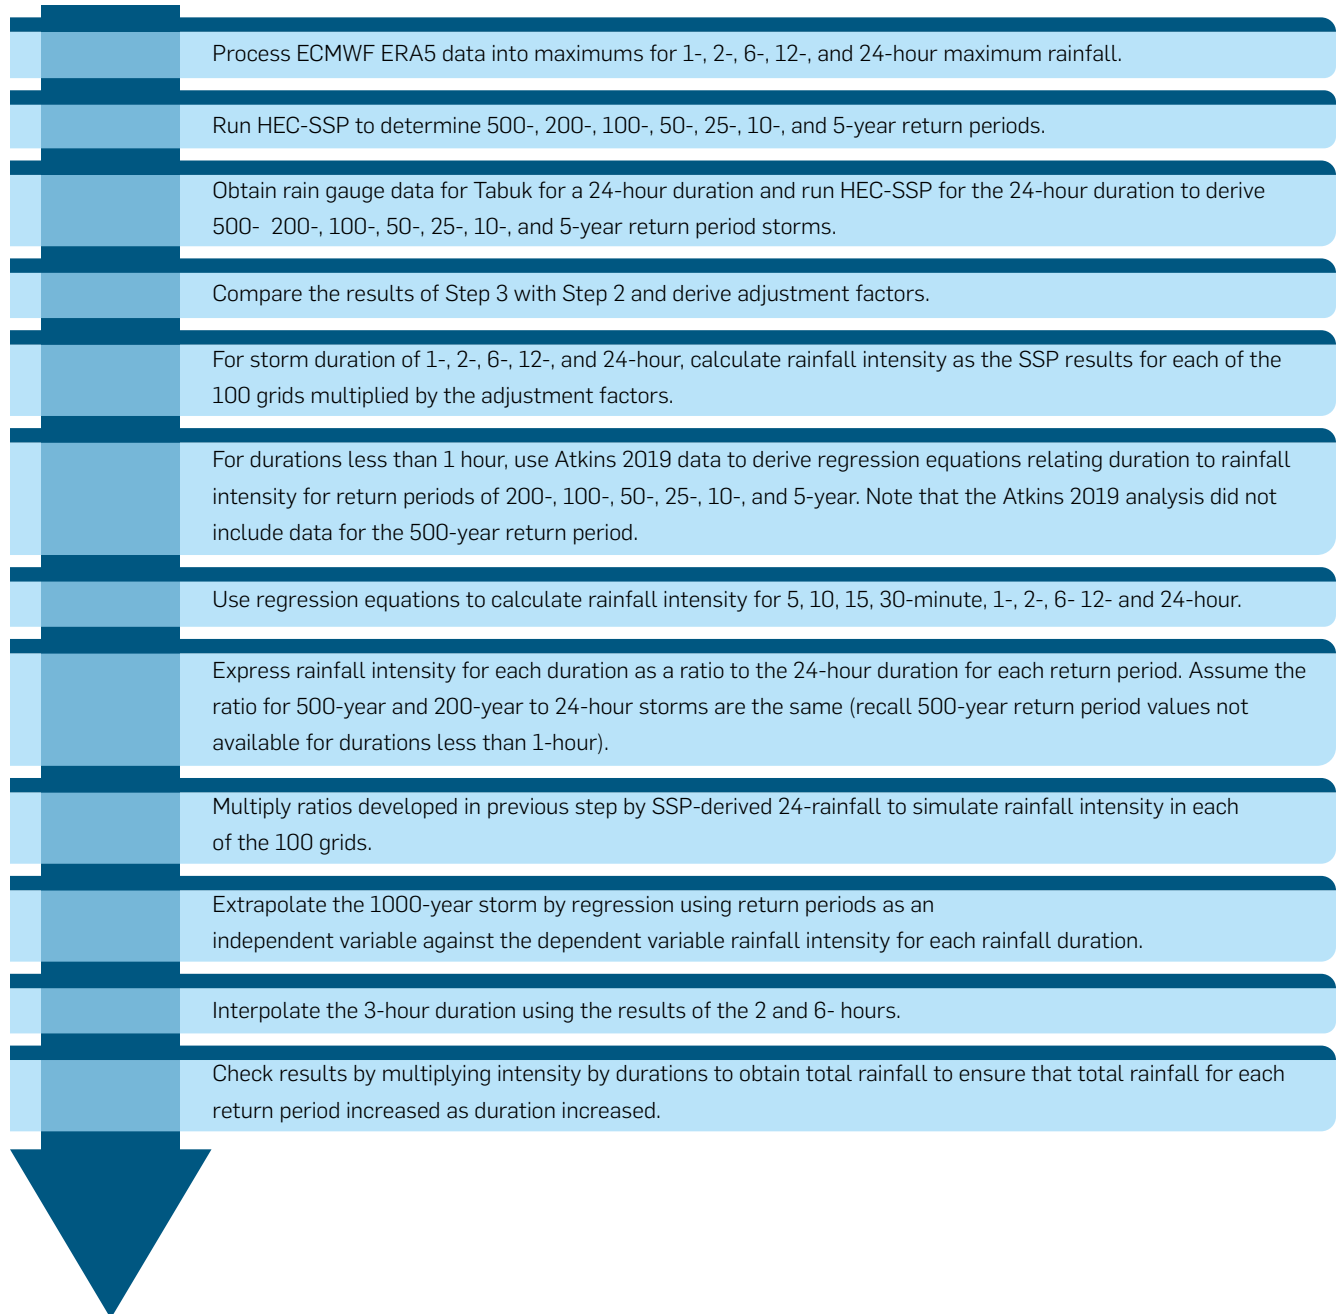 Process ECMWF ERA5 data into maximums for 1-, 2-, 6-, 12-, and 24-hour maximum rainfall.
Run HEC-SSP to determine 500-, 200-, 100-, 50-, 25-, 10-, and 5-year return periods.
Obtain rain gauge data for Tabuk for a 24-hour duration and run HEC-SSP for the 24-hour duration to derive
500-  200-, 100-, 50-, 25-, 10-, and 5-year return period storms.
Compare the results of Step 3 with Step 2 and derive adjustment factors.
For storm duration of 1-, 2-, 6-, 12-, and 24-hour, calculate rainfall intensity as the SSP results for each of the
100 grids multiplied by the adjustment factors.
For durations less than 1 hour, use Atkins 2019 data to derive regression equations relating duration to rainfall
intensity for return periods of 200-, 100-, 50-, 25-, 10-, and 5-year. Note that the Atkins 2019 analysis did not
include data for the 500-year return period.
Use regression equations to calculate rainfall intensity for 5, 10, 15, 30-minute, 1-, 2-, 6- 12- and 24-hour.
Express rainfall intensity for each duration as a ratio to the 24-hour duration for each return period. Assume the
ratio for 500-year and 200-year to 24-hour storms are the same (recall 500-year return period values not
available for durations less than 1-hour).
Multiply ratios developed in previous step by SSP-derived 24-rainfall to simulate rainfall intensity in each
of the 100 grids.
Extrapolate the 1000-year storm by regression using return periods as an
independent variable against the dependent variable rainfall intensity for each rainfall duration.
Interpolate the 3-hour duration using the results of the 2 and 6- hours.
Check results by multiplying intensity by durations to obtain total rainfall to ensure that total rainfall for each
return period increased as duration increased.